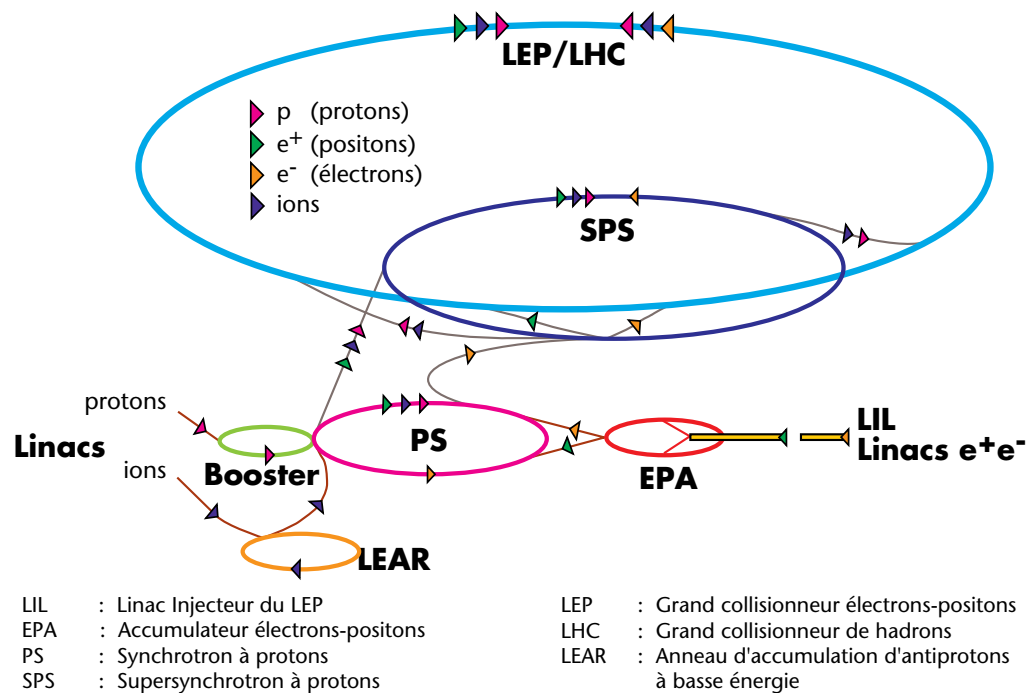 LEP/LHC
p (protons)
e+ (positons)
e- (électrons)
ions
SPS
protons
Linacs
ions
Booster
PS
EPA
LIL
Linacs e+e-
LEAR
LIL : Linac Injecteur du LEP
EPA : Accumulateur électrons-positons
PS : Synchrotron à protons
SPS : Supersynchrotron à protons
LEP : Grand collisionneur électrons-positons
LHC : Grand collisionneur de hadrons
LEAR : Anneau d'accumulation d'antiprotons
à basse énergie